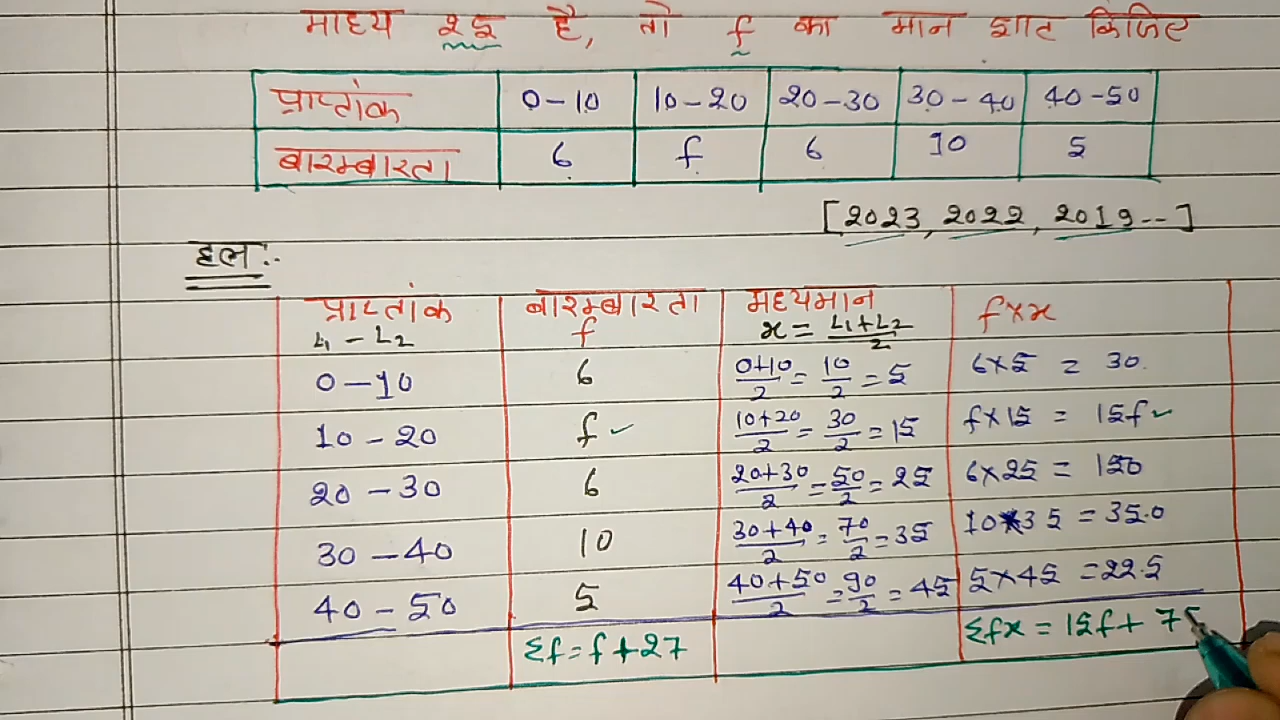 माध्य २५ है, तो f का मान ज्ञात किजिए
प्राप्तांक 0-10 10-20 20-30 30-40 40-50
बारम्बारता 6 f 6 10 5
[2023, 2022, 2019--]
हल:-
प्राप्तांक बारम्बारता मध्यमान f×x
L₁ - L₂ f x = L₁+L₂/2
0-10 6 0+10/2 = 10/2 = 5 6×5 = 30
10-20 f 10+20/2 = 30/2 = 15 f×15 = 15f
20-30 6 20+30/2 = 50/2 = 25 6×25 = 150
30-40 10 30+40/2 = 70/2 = 35 10×35 = 350
40-50 5 40+50/2 = 90/2 = 45 5×45 = 225
Σf = f+27 Σfx = 15f + 75